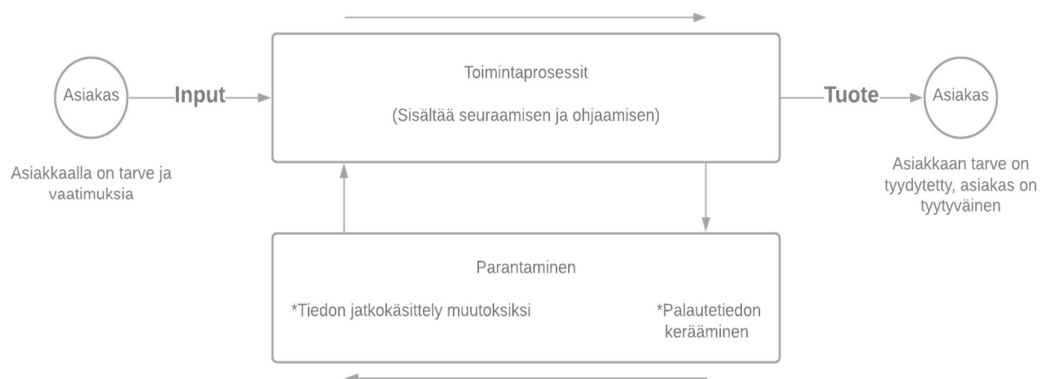 Toimintaprosessit
(Sisältää seuraamisen ja ohjaamisen)
Asiakas
Input
Tuote
Asiakas
Asiakkaalla on tarve ja
vaatimuksia
Asiakkaan tarve on
tyydytetty, asiakas on
tyytyväinen
Parantaminen
*Tiedon jatkokäsittely muutoksiksi
*Palautetiedon
kerääminen